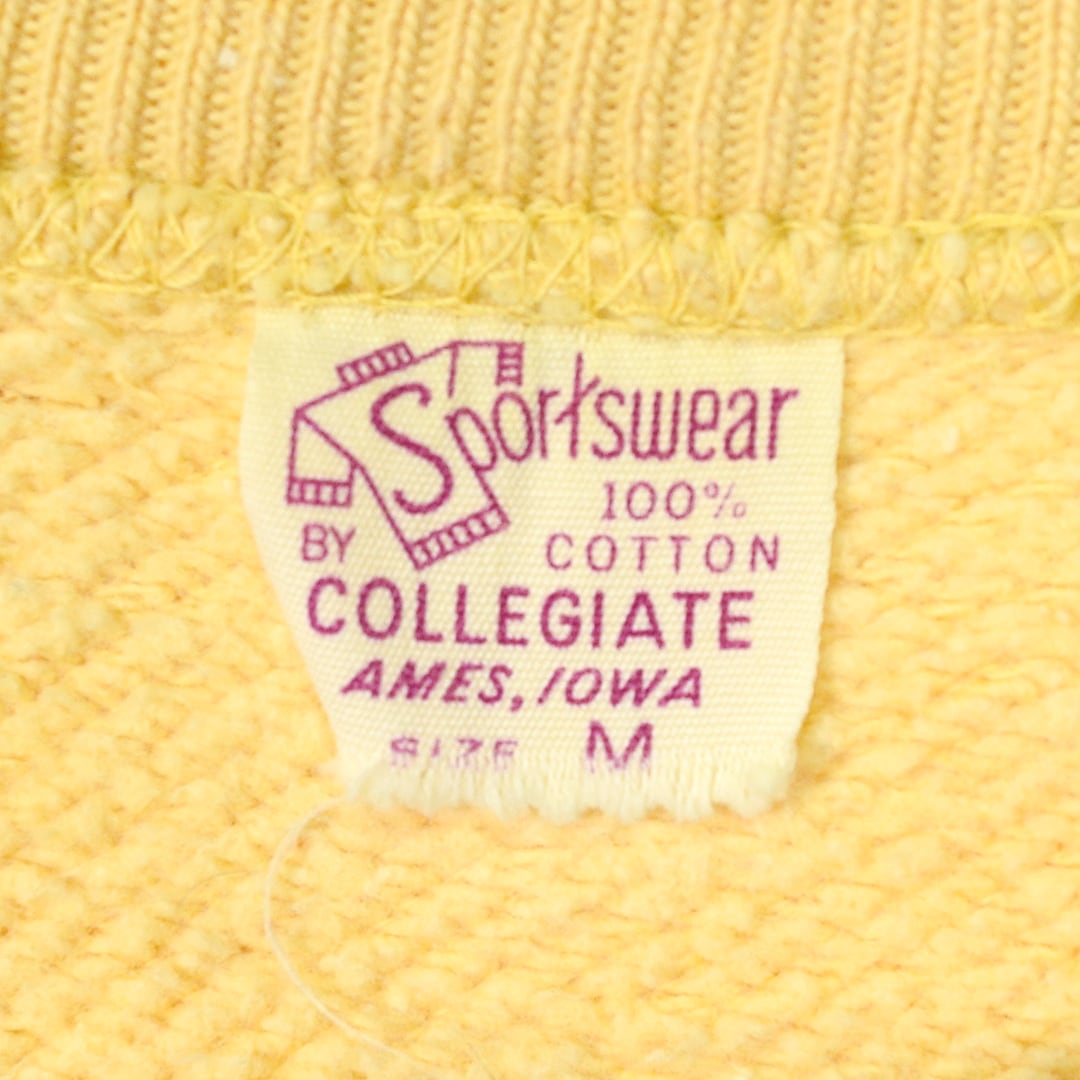 Sportswear
100%
BY COTTON
COLLEGIATE
AMES, IOWA
SIZE M